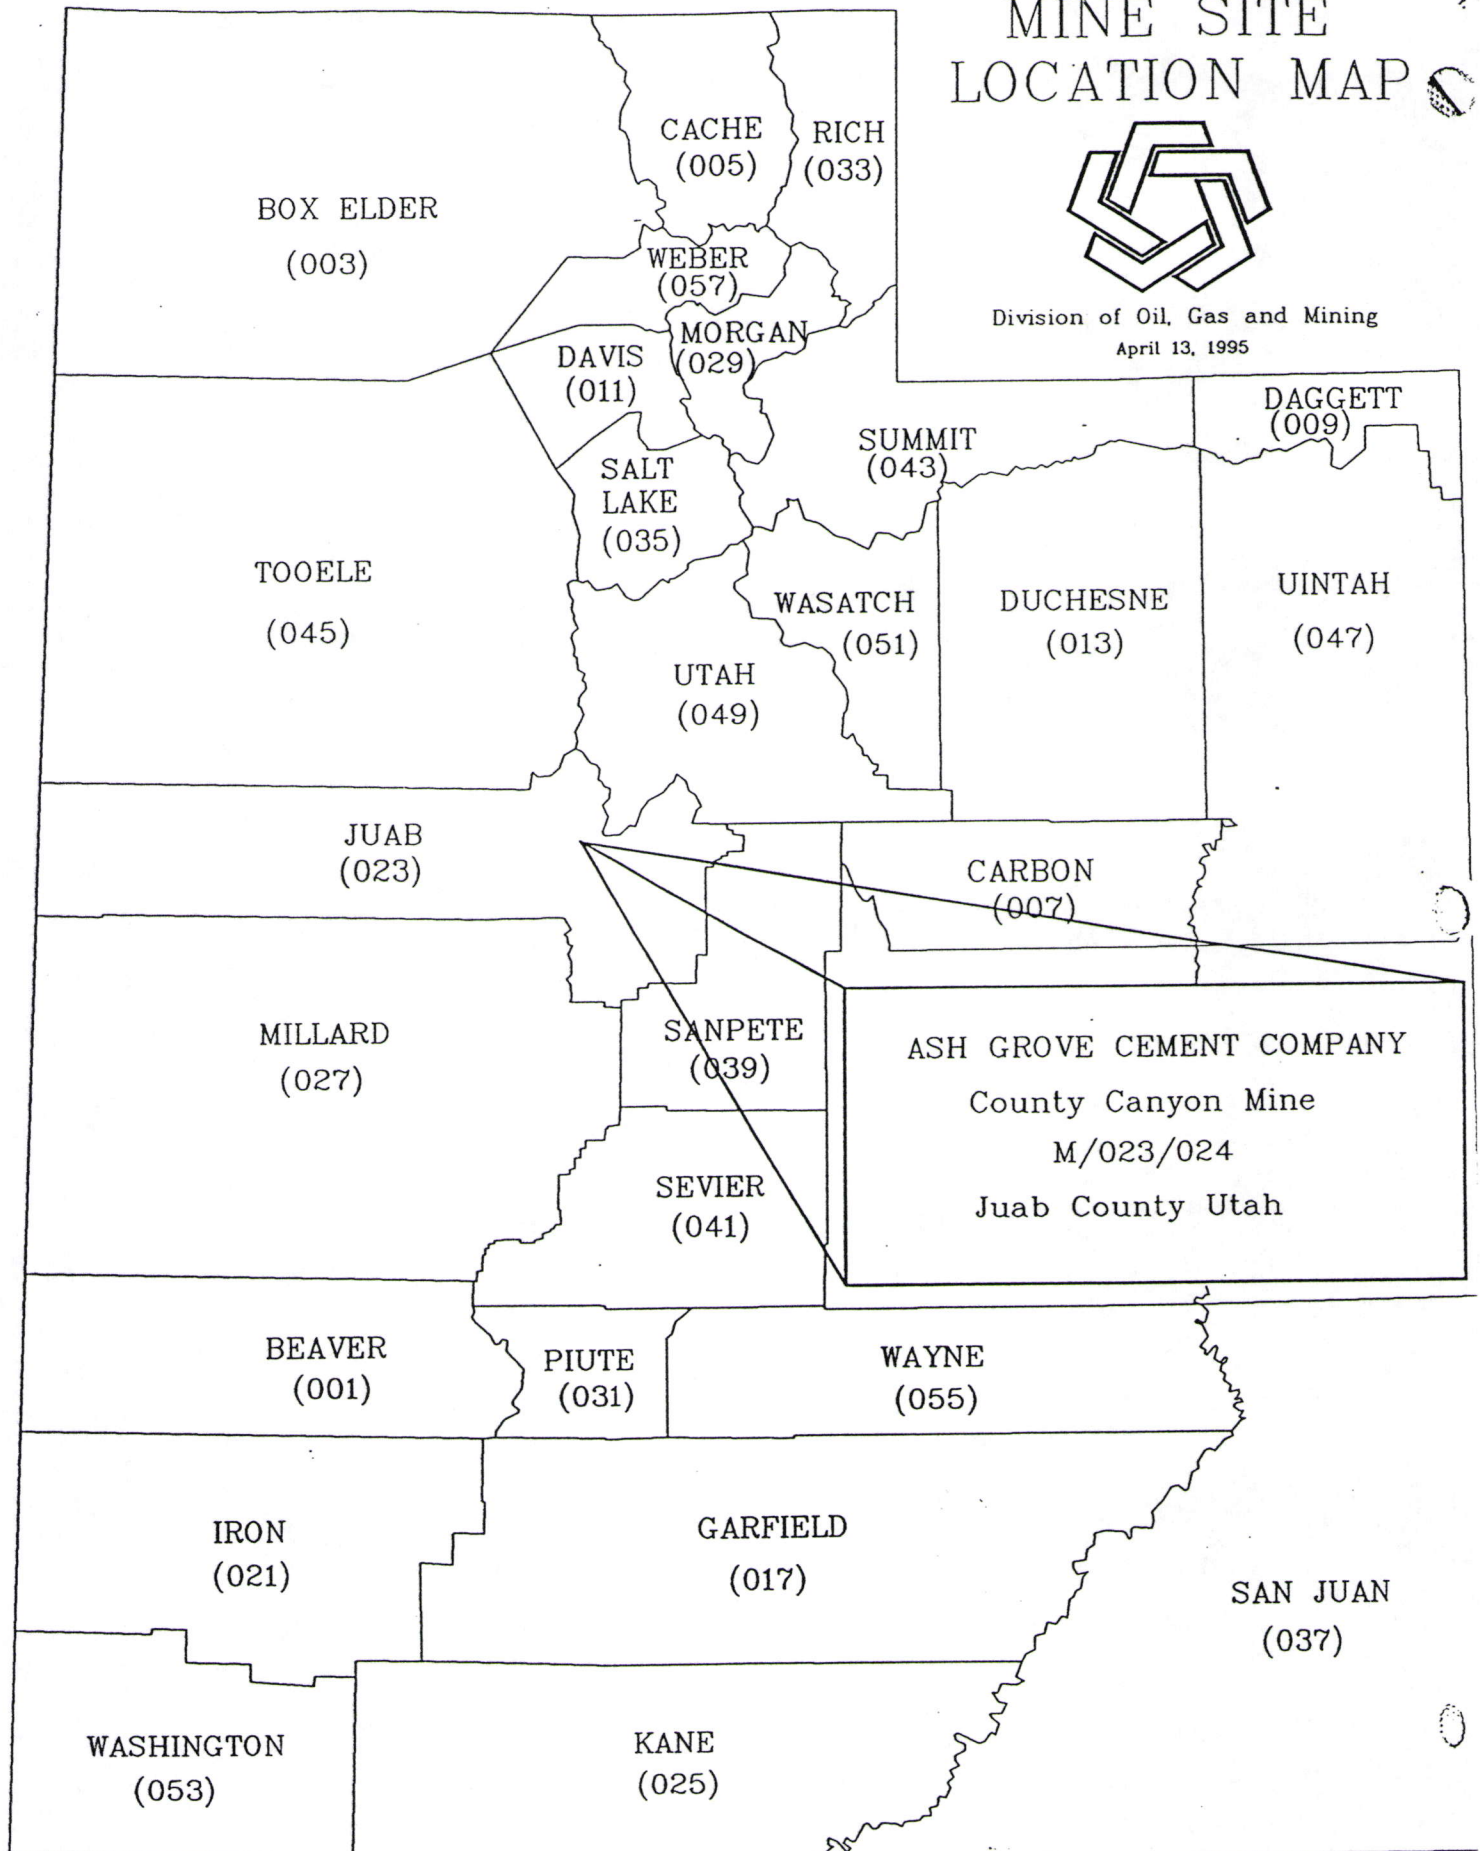 MINE SITE
LOCATION MAP
Division of Oil, Gas and Mining
April 13, 1995
CACHE
(005)
RICH
(033)
BOX ELDER
(003)
WEBER
(057)
MORGAN
(029)
DAVIS
(011)
DAGGETT
(009)
SUMMIT
(043)
SALT
LAKE
(035)
TOOELE
(045)
WASATCH
(051)
DUCHESNE
(013)
UINTAH
(047)
UTAH
(049)
JUAB
(023)
CARBON
(007)
MILLARD
(027)
SANPETE
(039)
ASH GROVE CEMENT COMPANY
County Canyon Mine
M/023/024
Juab County Utah
SEVIER
(041)
BEAVER
(001)
PIUTE
(031)
WAYNE
(055)
IRON
(021)
GARFIELD
(017)
SAN JUAN
(037)
WASHINGTON
(053)
KANE
(025)